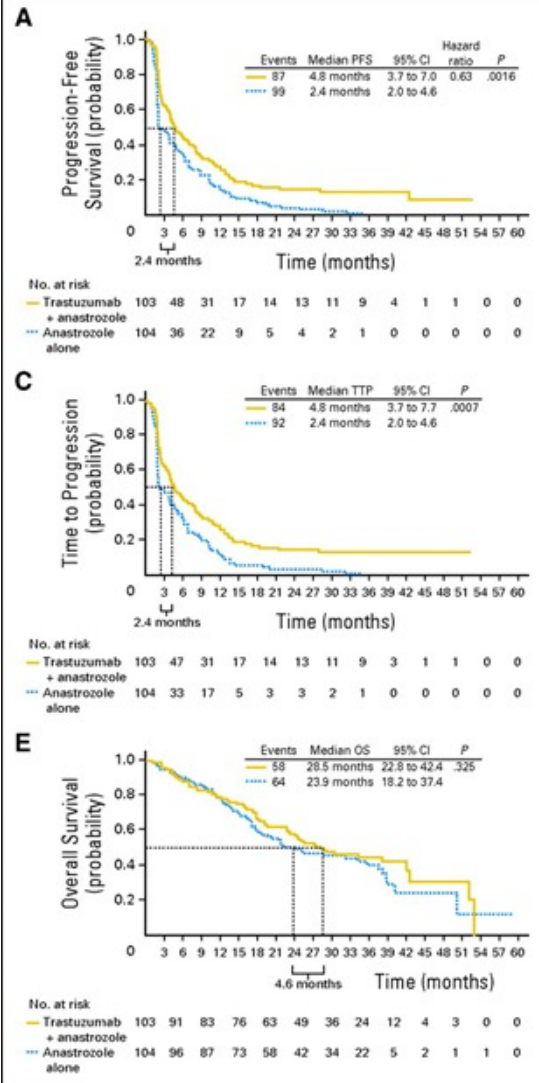 A
Progression-Free
Survival (probability)
1.0
0.8
0.6
0.4
0.2
0
Hazard
Events Median PFS 95% CI ratio P
87 4.8 months 3.7 to 7.0 0.63 .0016
99 2.4 months 2.0 to 4.6
3 6 9 12 15 18 21 24 27 30 33 36 39 42 45 48 51 54 57 60
2.4 months
Time (months)
No. at risk
Trastuzumab 103 48 31 17 14 13 11 9 4 1 1 0 0
+ anastrozole
Anastrozole 104 36 22 9 5 4 2 1 0 0 0 0 0
alone
C
Time to Progression
(probability)
1.0
0.8
0.6
0.4
0.2
0
Events Median TTP 95% CI P
84 4.8 months 3.7 to 7.7 .0007
92 2.4 months 2.0 to 4.6
3 6 9 12 15 18 21 24 27 30 33 36 39 42 45 48 51 54 57 60
2.4 months
Time (months)
No. at risk
Trastuzumab 103 47 31 17 14 13 11 9 3 1 1 0 0
+ anastrozole
Anastrozole 104 33 17 5 3 3 2 1 0 0 0 0 0
alone
E
Overall Survival
(probability)
1.0
0.8
0.6
0.4
0.2
0
Events Median OS 95% CI P
58 28.5 months 22.8 to 42.4 .325
64 23.9 months 18.2 to 37.4
3 6 9 12 15 18 21 24 27 30 33 36 39 42 45 48 51 54 57 60
4.6 months
Time (months)
No. at risk
Trastuzumab 103 91 83 76 63 49 36 24 12 4 3 0 0
+ anastrozole
Anastrozole 104 96 87 73 58 42 34 22 5 2 1 1 0
alone